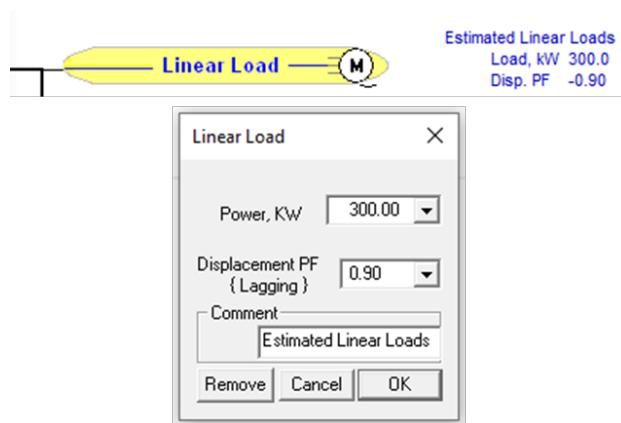 Estimated Linear Loads
Linear Load
M
Load, kW 300.0
Disp. PF -0.90
Linear Load
Power, KW 300.00
Displacement PF
{ Lagging } 0.90
Comment
Estimated Linear Loads
Remove Cancel OK